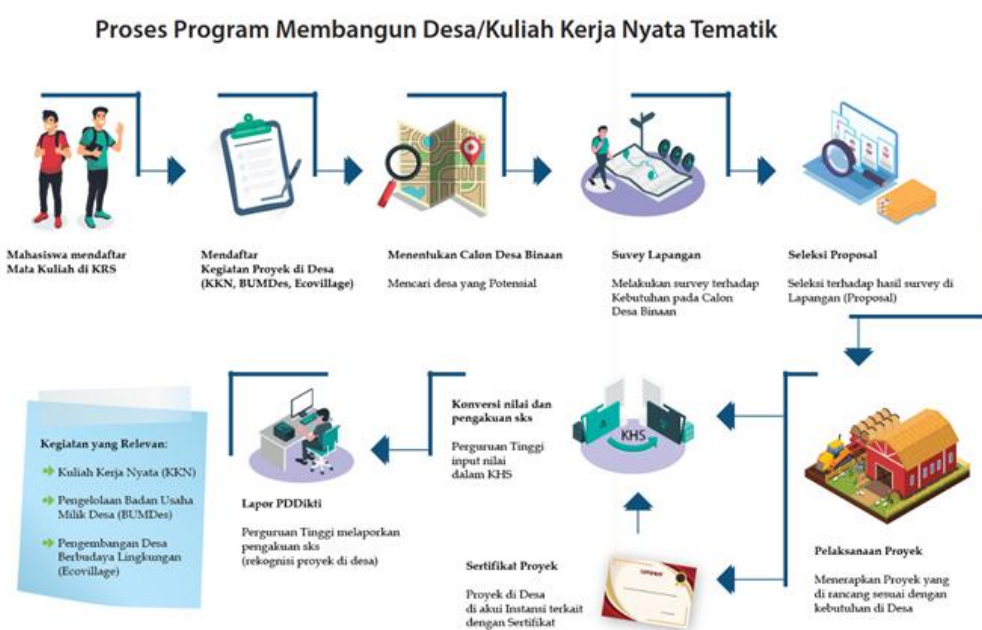 Proses Program Membangun Desa/Kuliah Kerja Nyata Tematik
Mahasiswa mendaftar
Mata Kuliah di KRS
Mendaftar
Kegiatan Proyek di Desa
(KKN, BUMDes, Ecovillage)
Menentukan Calon Desa Binaan
Mencari desa yang Potensial
Suvey Lapangan
Melakukan survey terhadap
Kebutuhan pada Calon
Desa Binaan
Seleksi Proposal
Seleksi terhadap hasil survey di
Lapangan (Proposal)
Pelaksanaan Proyek
Menerapkan Proyek yang
di rancang sesuai dengan
kebutuhan di Desa
Sertifikat Proyek
Proyek di Desa
di akui Instansi terkait
dengan Sertifikat
Konversi nilai dan
pengakuan sks
Perguruan Tinggi
input nilai
dalam KHS
KHS
Lapor PDDikti
Perguruan Tinggi melaporkan
pengakuan sks
(rekognisi proyek di desa)
Kegiatan yang Relevan:
Kuliah Kerja Nyata (KKN)
Pengelolaan Badan Usaha
Milik Desa (BUMDes)
Pengembangan Desa
Berbudaya Lingkungan
(Ecovillage)